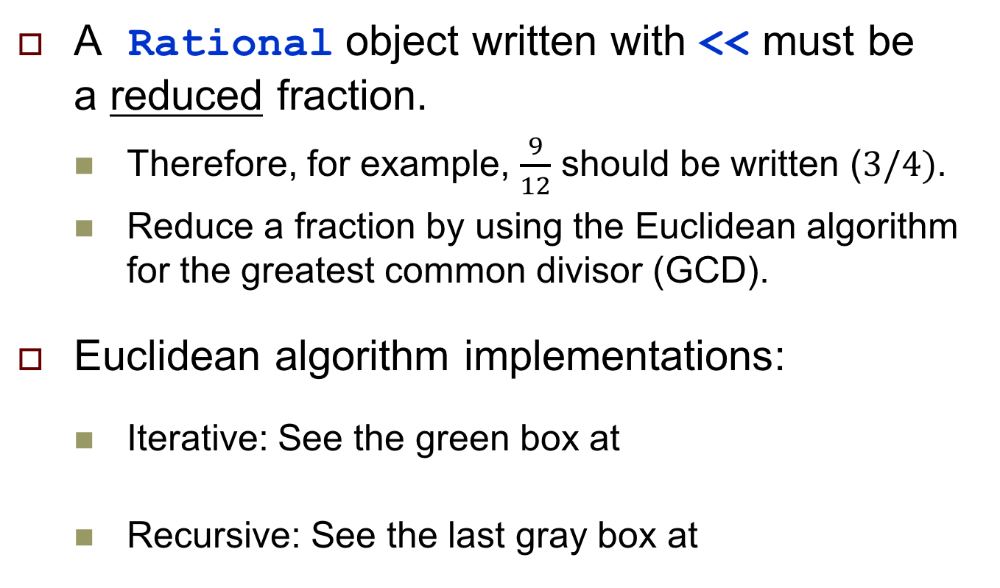 A Rational object written with << must be
a reduced fraction.
Therefore, for example, 9/12 should be written (3/4).
Reduce a fraction by using the Euclidean algorithm
for the greatest common divisor (GCD).
Euclidean algorithm implementations:
Iterative: See the green box at
Recursive: See the last gray box at